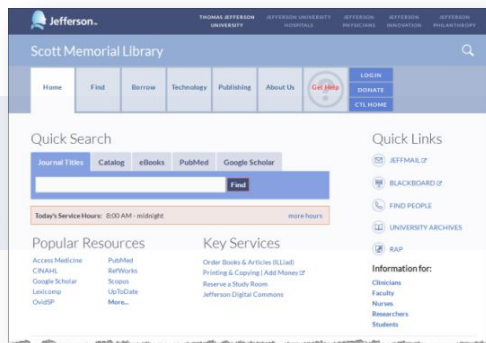 Jefferson™
THOMAS JEFFERSON UNIVERSITY
JEFFERSON UNIVERSITY HOSPITALS
JEFFERSON PHYSICIANS
JEFFERSON INNOVATION
JEFFERSON PHILANTHROPY
Scott Memorial Library
Home
Find
Borrow
Technology
Publishing
About Us
Get Help
LOGIN
DONATE
CTL HOME
Quick Search
Journal Titles
Catalog
eBooks
PubMed
Google Scholar
Find
Today's Service Hours: 8:00 AM - midnight
more hours
Popular Resources
Access Medicine
CINAHL
Google Scholar
Lexicomp
OvidSP
PubMed
RefWorks
Scopus
UpToDate
More...
Key Services
Order Books & Articles (ILLiad)
Printing & Copying | Add Money
Reserve a Study Room
Jefferson Digital Commons
Quick Links
JEFFMAIL
BLACKBOARD
FIND PEOPLE
UNIVERSITY ARCHIVES
RAP
Information for:
Clinicians
Faculty
Nurses
Researchers
Students